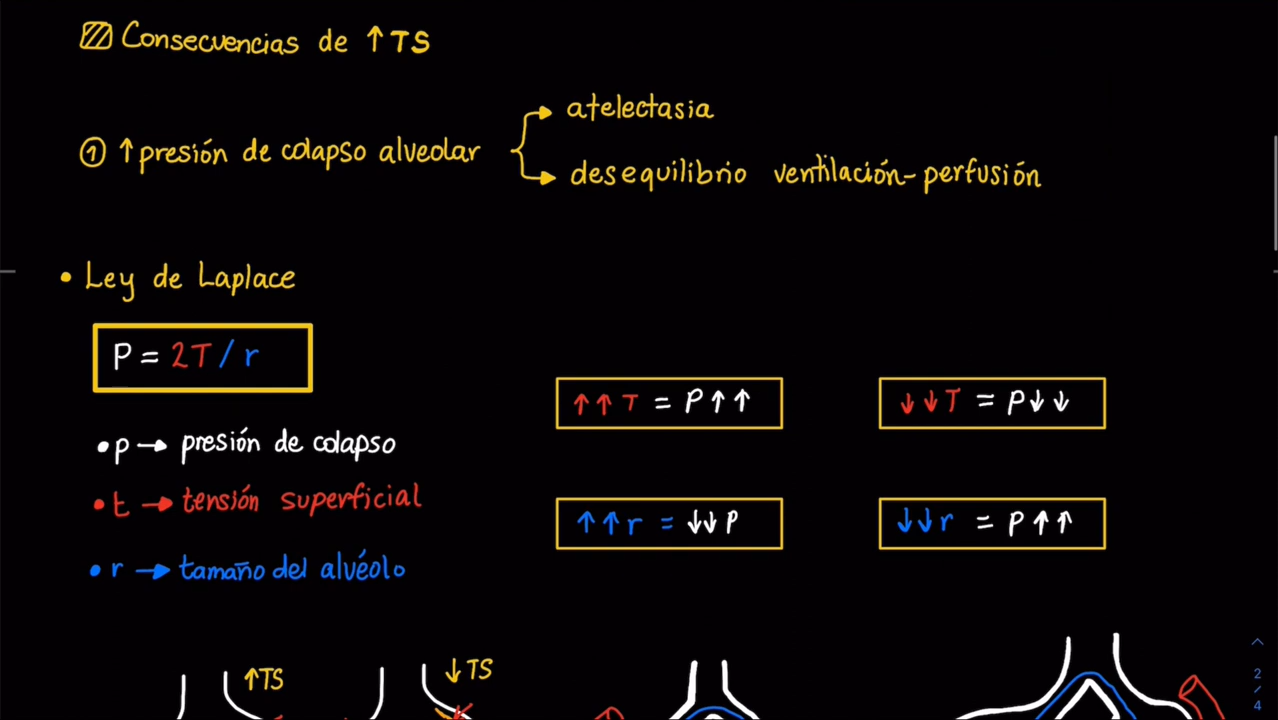 Consecuencias de ↑TS
① ↑presión de colapso alveolar
atelectasia
desequilibrio ventilación-perfusión
• Ley de Laplace
P = 2T/r
• p → presión de colapso
• t → tensión superficial
• r → tamaño del alvéolo
↑↑T = P↑↑
↓↓T = P↓↓
↑↑r = ↓↓P
↓↓r = P↑↑
↑TS
↓TS
2/4